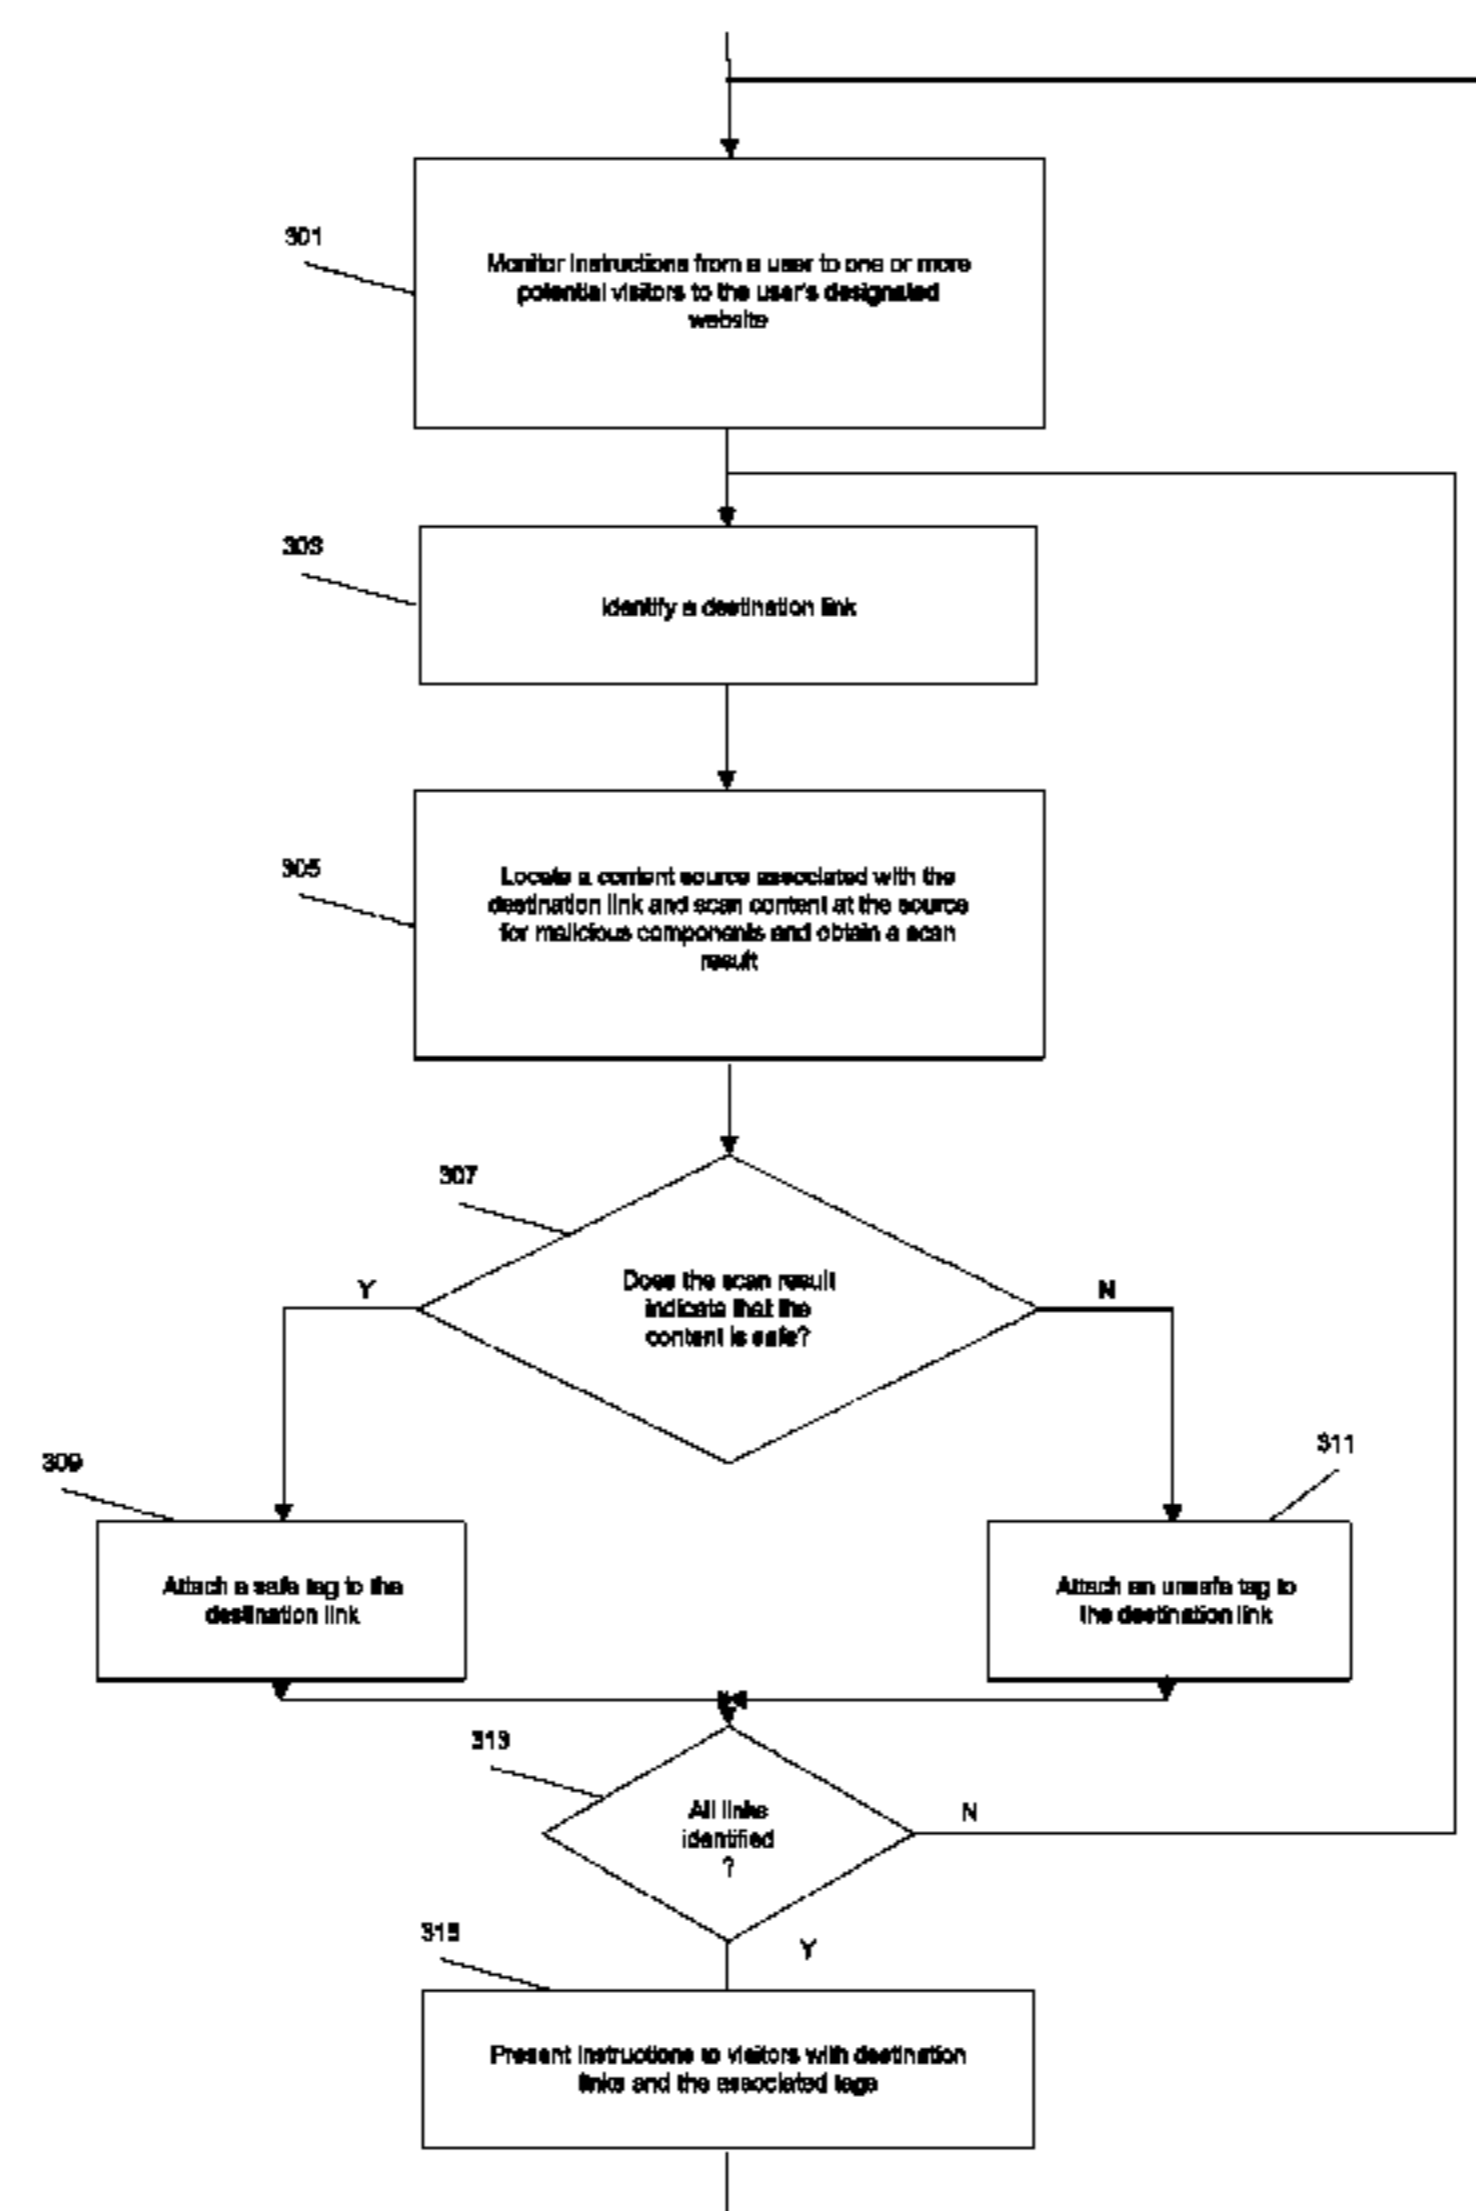 301
Monitor instructions from a user to one or more
potential visitors to the user's designated
website
303
Identify a destination link
305
Locate a content source associated with the
destination link and scan content at the source
for malicious components and obtain a scan
result
307
Does the scan result
indicate that the
content is safe?
Y
N
309
311
Attach a safe tag to the
destination link
Attach an unsafe tag to
the destination link
313
All links
identified
?
N
315
Y
Present instructions to visitors with destination
links and the associated tags